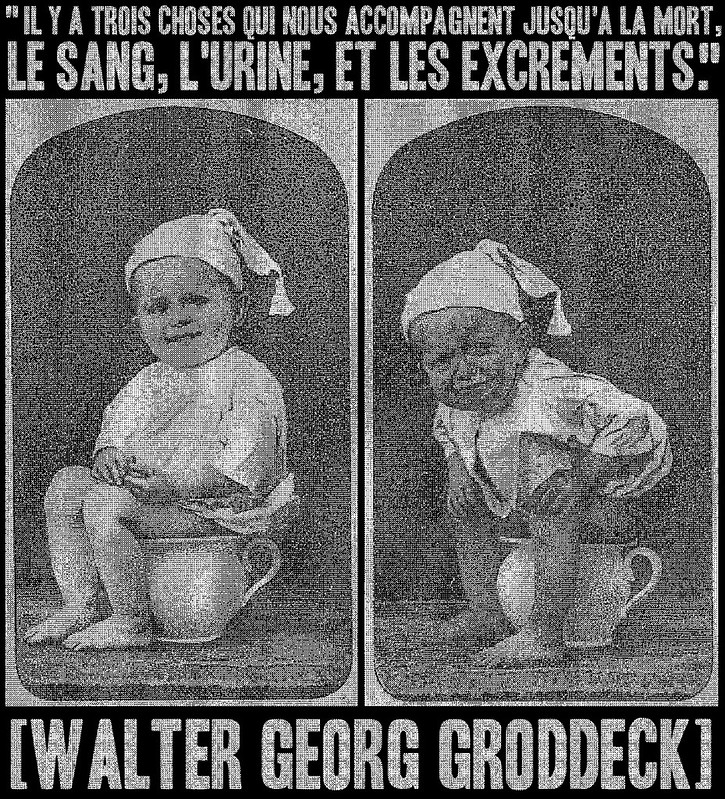 "IL Y A TROIS CHOSES QUI NOUS ACCOMPAGNENT JUSQU'A LA MORT,
LE SANG, L'URINE, ET LES EXCREMENTS."
[WALTER GEORG GRODDECK]